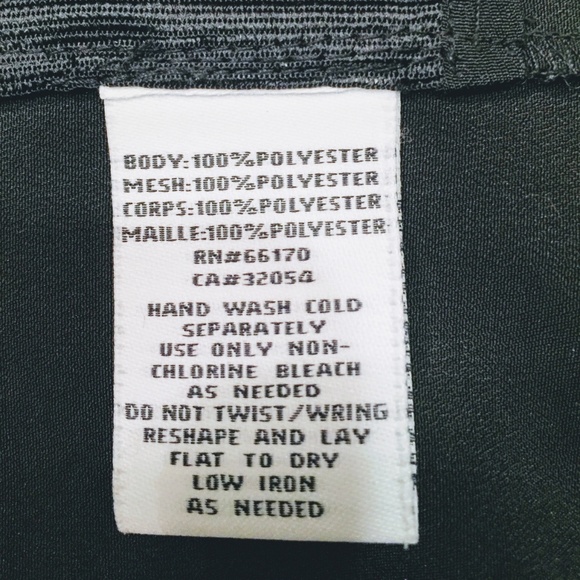 BODY:100%POLYESTER
MESH:100%POLYESTER
CORPS:100%POLYESTER
MAILLE:100%POLYESTER
RN#66170
CA#32054
HAND WASH COLD
SEPARATELY
USE ONLY NON-
CHLORINE BLEACH
AS NEEDED
DO NOT TWIST/WRING
RESHAPE AND LAY
FLAT TO DRY
LOW IRON
AS NEEDED